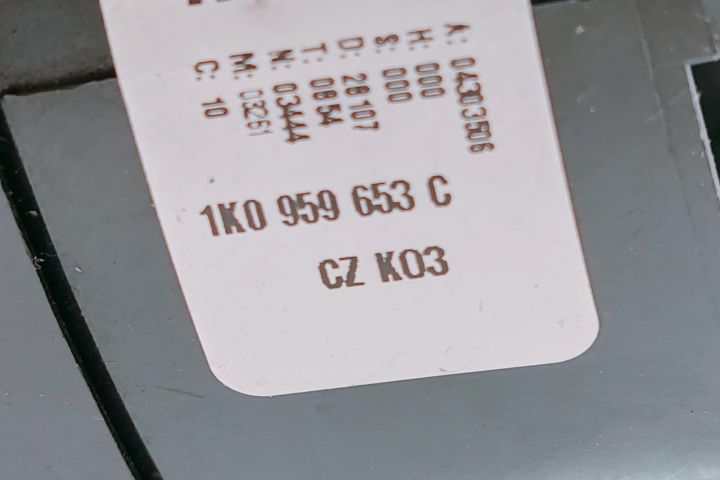 A: 04303506
H: 000
S: 000
D: 28107
T: 0854
N: 03444
M: 03261
C: 10
1K0 959 653 C
CZ K03